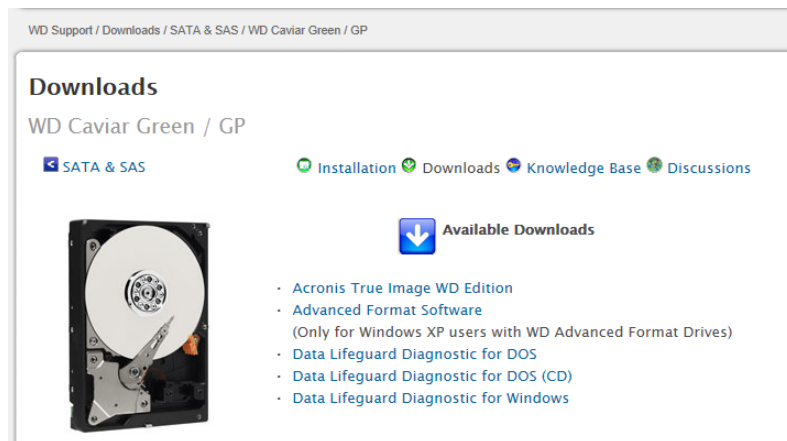 WD Support / Downloads / SATA & SAS / WD Caviar Green / GP
Downloads
WD Caviar Green / GP
SATA & SAS
Installation Downloads Knowledge Base Discussions
Available Downloads
· Acronis True Image WD Edition
· Advanced Format Software
(Only for Windows XP users with WD Advanced Format Drives)
· Data Lifeguard Diagnostic for DOS
· Data Lifeguard Diagnostic for DOS (CD)
· Data Lifeguard Diagnostic for Windows